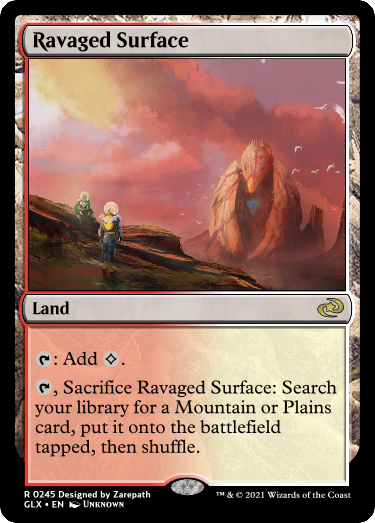 Ravaged Surface
Land
: Add .
, Sacrifice Ravaged Surface: Search
your library for a Mountain or Plains
card, put it onto the battlefield
tapped, then shuffle.
R 0245 Designed by Zarepath
GLX • EN Unknown
™ & © 2021 Wizards of the Coast